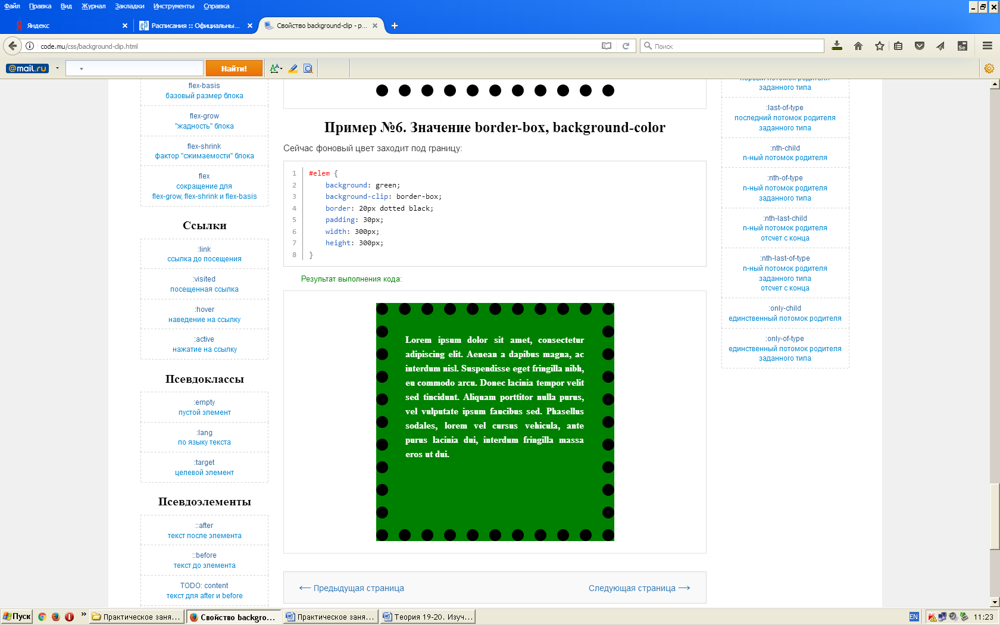 Файл Правка Вид Журнал Закладки Инструменты Справка
Яндекс
Расписания :: Официальны...
Свойство background-clip - р...
code.mu/css/background-clip.html
Поиск
Se
@mail.ru
Найти!
flex-basis
базовый размер блока
flex-grow
"жадность" блока
flex-shrink
фактор "сжимаемости" блока
flex
сокращение для
flex-grow, flex-shrink и flex-basis
Ссылки
:link
ссылка до посещения
:visited
посещенная ссылка
:hover
наведение на ссылку
:active
нажатие на ссылку
Псевдоклассы
:empty
пустой элемент
:lang
по языку текста
:target
целевой элемент
Псевдоэлементы
::after
текст после элемента
::before
текст до элемента
TODO: content
текст для after и before
Пример №6. Значение border-box, background-color
Сейчас фоновый цвет заходит под границу:
1 #elem {
2 background: green;
3 background-clip: border-box;
4 border: 20px dotted black;
5 padding: 30px;
6 width: 300px;
7 height: 300px;
8 }
Результат выполнения кода:
Lorem ipsum dolor sit amet, consectetur
adipiscing elit. Aenean a dapibus magna, ac
interdum nisl. Suspendisse eget fringilla nibh,
eu commodo arcu. Donec lacinia tempor velit
sed tincidunt. Aliquam porttitor nulla purus,
vel vulputate ipsum faucibus sed. Phasellus
sodales, lorem vel cursus vehicula, ante
purus lacinia dui, interdum fringilla massa
eros ut dui.
⟵ Предыдущая страница
Следующая страница ⟶
первый потомок родителя
заданного типа
:last-of-type
последний потомок родителя
заданного типа
:nth-child
n-ный потомок родителя
:nth-of-type
n-ный потомок родителя
заданного типа
:nth-last-child
n-ный потомок родителя
отсчет с конца
:nth-last-of-type
n-ный потомок родителя
заданного типа
отсчет с конца
:only-child
единственный потомок родителя
:only-of-type
единственный потомок родителя
заданного типа
Пуск
»
Практическое заня...
Свойство backgro...
Практическое заня...
Теория 19-20. Изуч...
EN
11:23